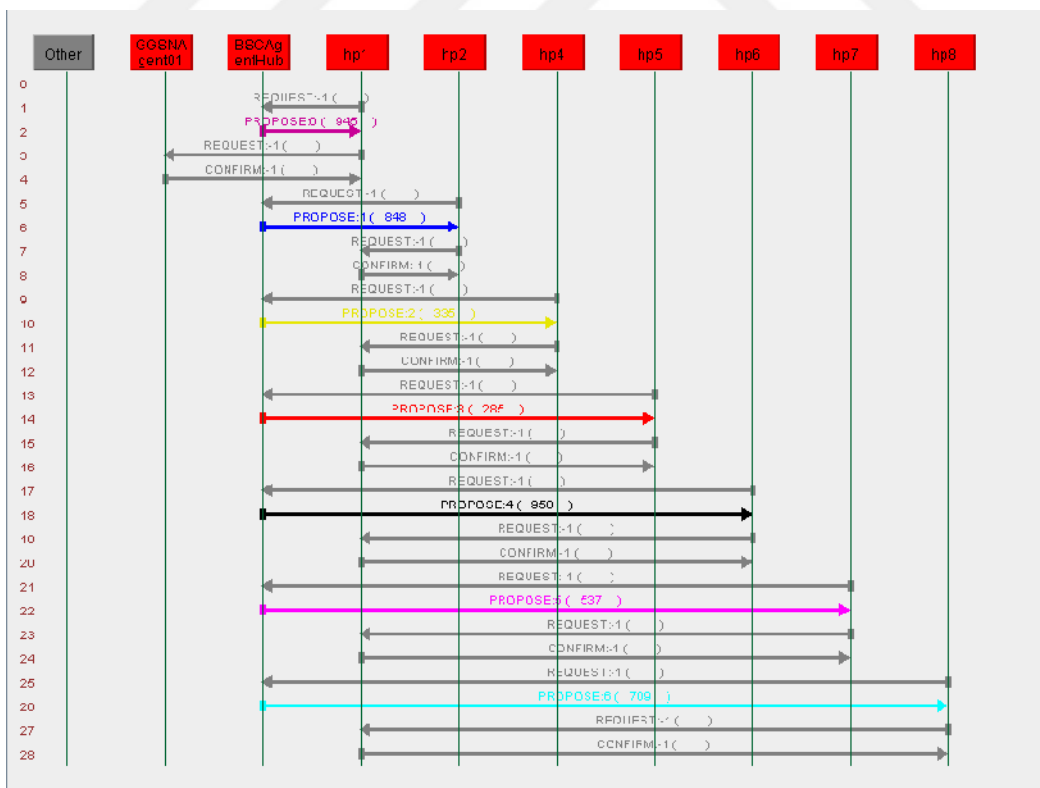 Other
GGSNA
gent01
BSCAg
entHub
hp1
hp2
hp4
hp5
hp6
hp7
hp8
0
REQUEST:-1 ( )
1
PROPOSE:0 ( 945 )
2
REQUEST:-1 ( )
3
CONFIRM:-1 ( )
4
REQUEST:-1 ( )
5
PROPOSE:1 ( 848 )
6
REQUEST:-1 ( )
7
CONFIRM:-1 ( )
8
REQUEST:-1 ( )
9
PROPOSE:2 ( 335 )
10
REQUEST:-1 ( )
11
CONFIRM:-1 ( )
12
REQUEST:-1 ( )
13
PROPOSE:3 ( 285 )
14
REQUEST:-1 ( )
15
CONFIRM:-1 ( )
16
REQUEST:-1 ( )
17
PROPOSE:4 ( 950 )
18
REQUEST:-1 ( )
19
CONFIRM:-1 ( )
20
REQUEST:-1 ( )
21
PROPOSE:5 ( 537 )
22
REQUEST:-1 ( )
23
CONFIRM:-1 ( )
24
REQUEST:-1 ( )
25
PROPOSE:6 ( 709 )
26
REQUEST:-1 ( )
27
CONFIRM:-1 ( )
28